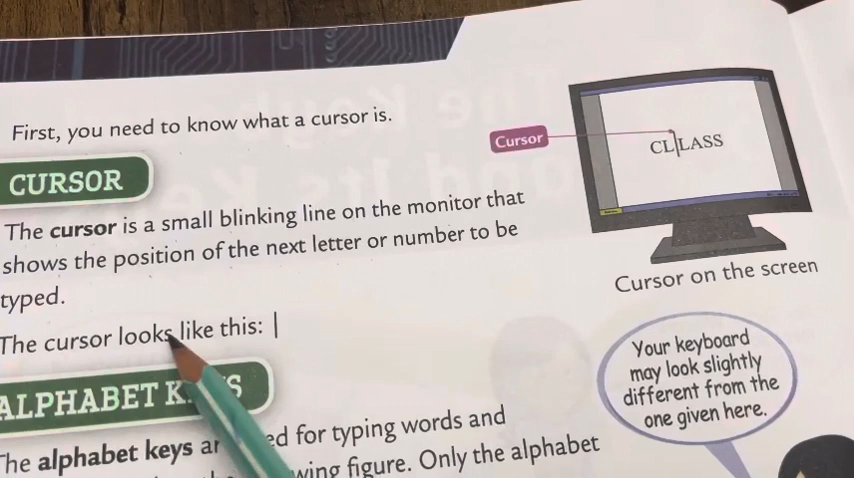 First, you need to know what a cursor is.
Cursor
CL|LASS
CURSOR
The cursor is a small blinking line on the monitor that
shows the position of the next letter or number to be
typed.
Cursor on the screen
The cursor looks like this: |
Your keyboard
may look slightly
different from the
one given here.
ALPHABET
The alphabet keys for typing words and
figure. Only the alphabet